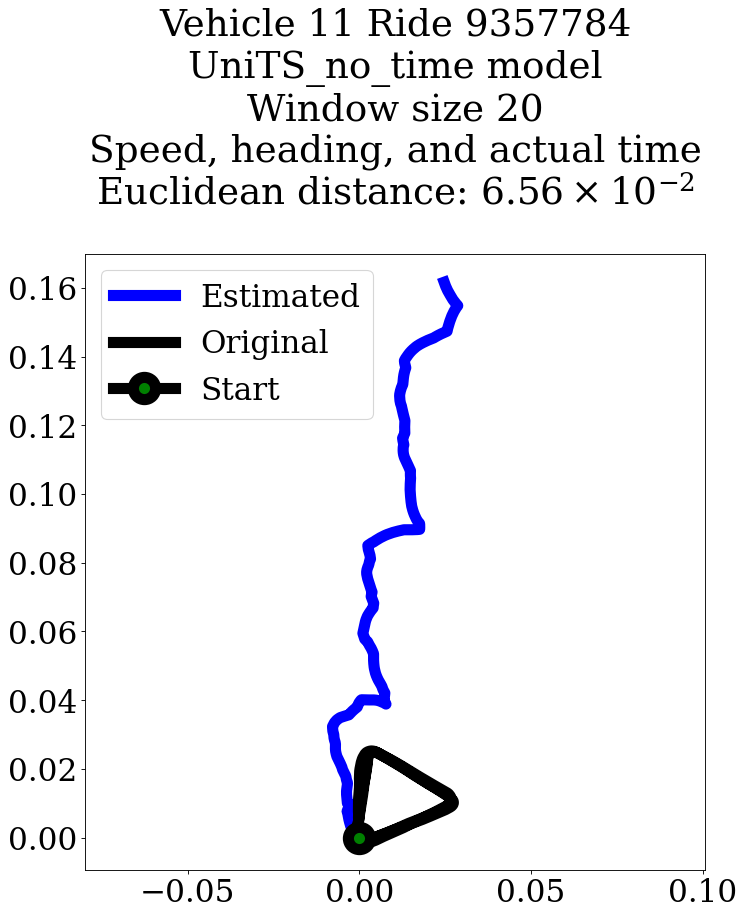 Vehicle 11 Ride 9357784
UniTS_no_time model
Window size 20
Speed, heading, and actual time
Euclidean distance: 6.56 × 10⁻²
Estimated
Original
Start
0.16
0.14
0.12
0.10
0.08
0.06
0.04
0.02
0.00
−0.05 0.00 0.05 0.10